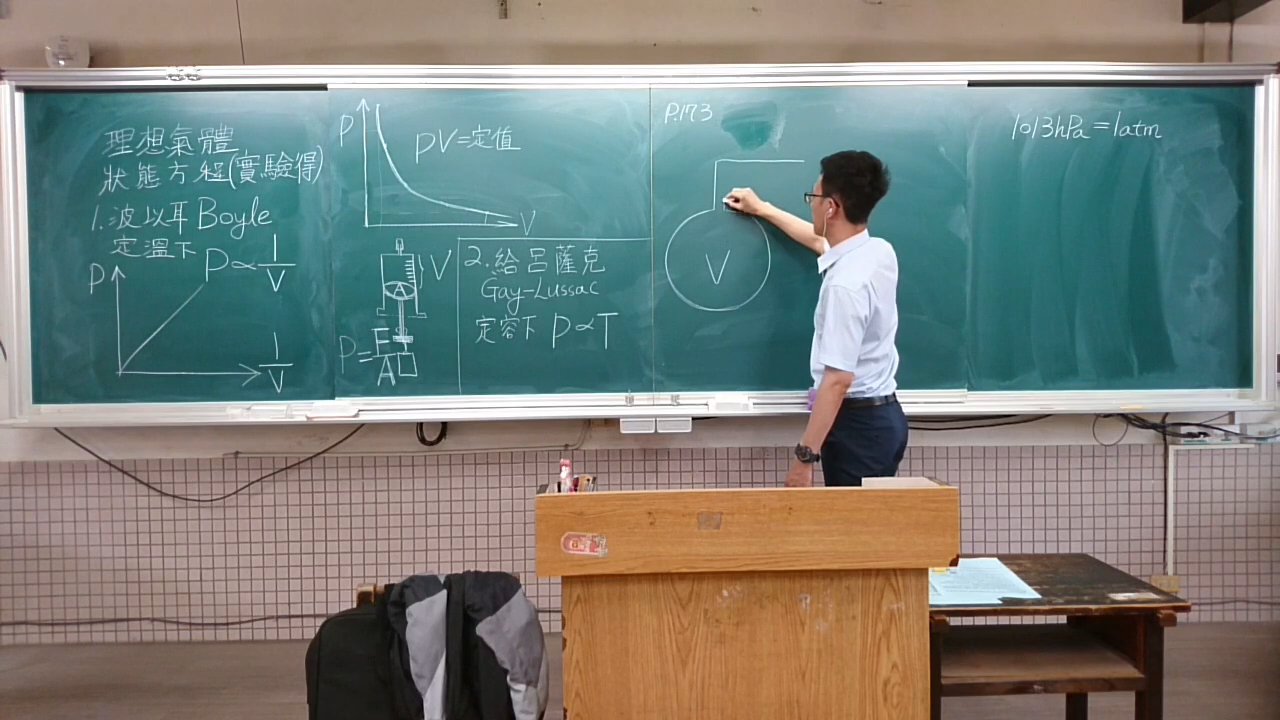 理想氣體
狀態方程(實驗得)
1.波以耳 Boyle
定溫下 P∝1/V
P
1/V
P
PV=定值
V
V
A
P=F/A
2.給呂薩克
Gay-Lussac
定容下 P∝T
P.173
V
1013hPa=1atm